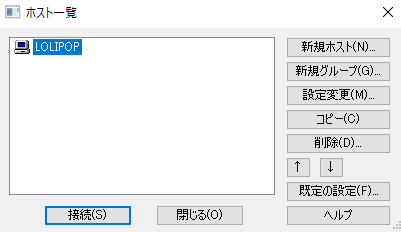 ホスト一覧
LOLIPOP
新規ホスト(N)...
新規グループ(G)...
設定変更(M)...
コピー(C)
削除(D)...
↑ ↓
既定の設定(F)...
接続(S) 閉じる(O) ヘルプ